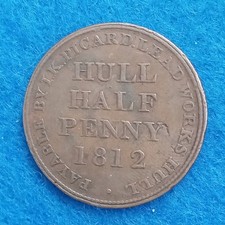 PAYABLE BY I.K. PICARD LEAD WORKS HULL
HULL
HALF
PENNY
1812